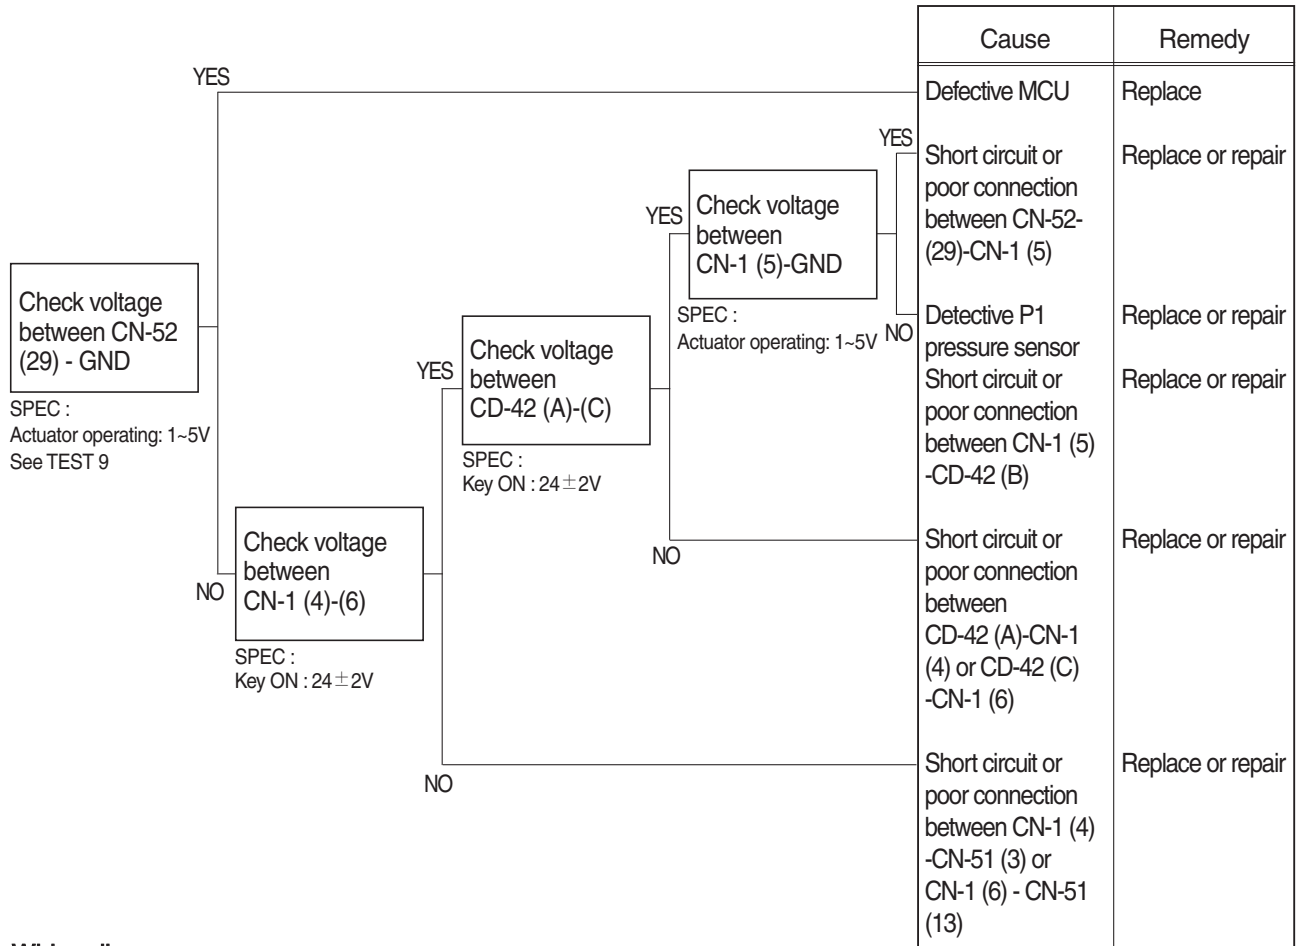 Cause
Remedy
YES
Defective MCU
Replace
YES
Short circuit or
poor connection
between CN-52-
(29)-CN-1 (5)
Replace or repair
YES
Check voltage
between
CN-1 (5)-GND
SPEC :
Actuator operating: 1~5V
NO
Detective P1
pressure sensor
Replace or repair
Short circuit or
poor connection
between CN-1 (5)
-CD-42 (B)
Replace or repair
Check voltage
between CN-52
(29) - GND
SPEC :
Actuator operating: 1~5V
See TEST 9
YES
Check voltage
between
CD-42 (A)-(C)
SPEC :
Key ON : 24±2V
NO
Short circuit or
poor connection
between
CD-42 (A)-CN-1
(4) or CD-42 (C)
-CN-1 (6)
Replace or repair
NO
Check voltage
between
CN-1 (4)-(6)
SPEC :
Key ON : 24±2V
NO
Short circuit or
poor connection
between CN-1 (4)
-CN-51 (3) or
CN-1 (6) - CN-51
(13)
Replace or repair